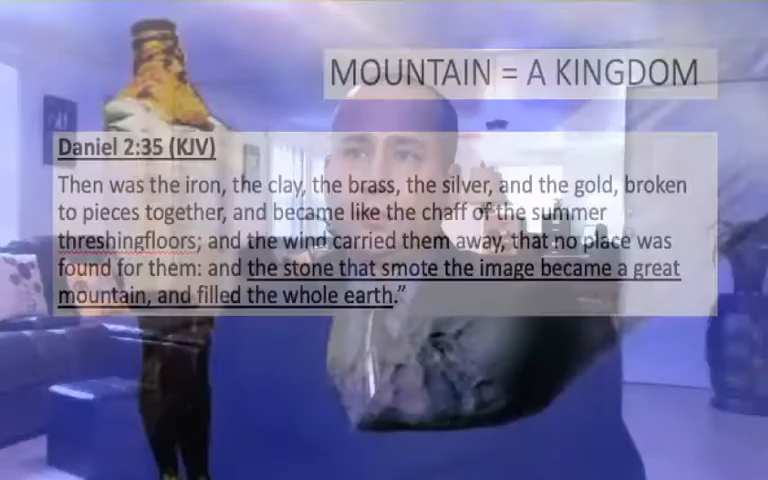 MOUNTAIN = A KINGDOM
Daniel 2:35 (KJV)
Then was the iron, the clay, the brass, the silver, and the gold, broken
to pieces together, and became like the chaff of the summer
threshingfloors; and the wind carried them away, that no place was
found for them: and the stone that smote the image became a great
mountain, and filled the whole earth.”